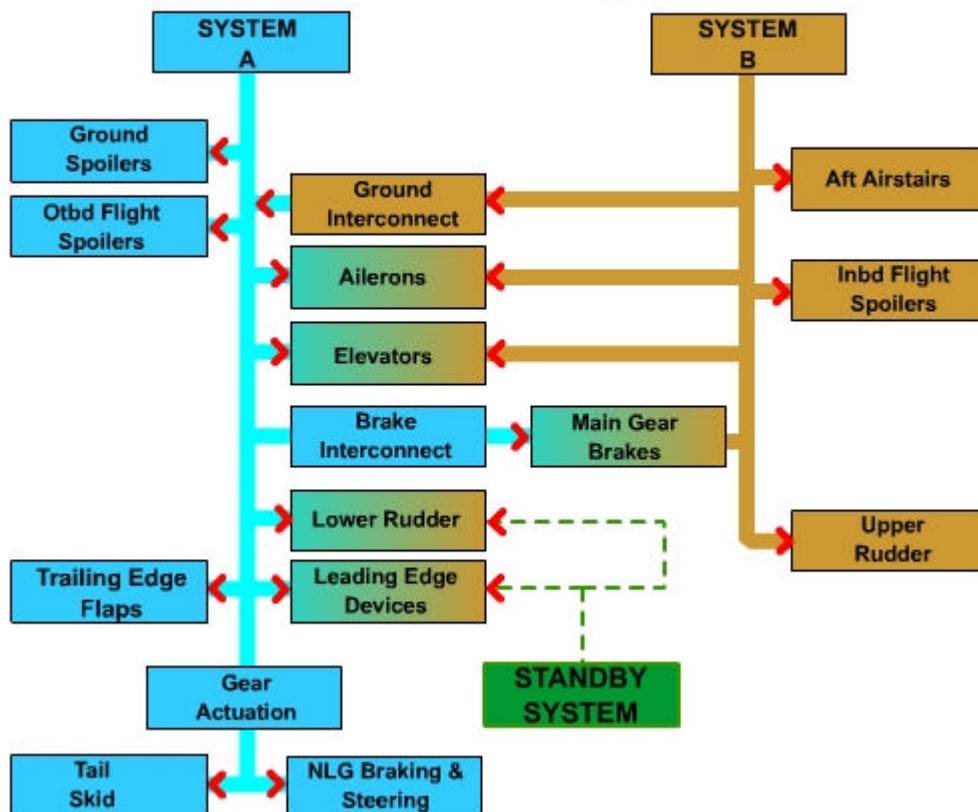 SYSTEM
A
SYSTEM
B
Ground
Spoilers
Otbd Flight
Spoilers
Ground
Interconnect
Aft Airstairs
Ailerons
Inbd Flight
Spoilers
Elevators
Brake
Interconnect
Main Gear
Brakes
Lower Rudder
Upper
Rudder
Trailing Edge
Flaps
Leading Edge
Devices
Gear
Actuation
STANDBY
SYSTEM
Tail
Skid
NLG Braking &
Steering